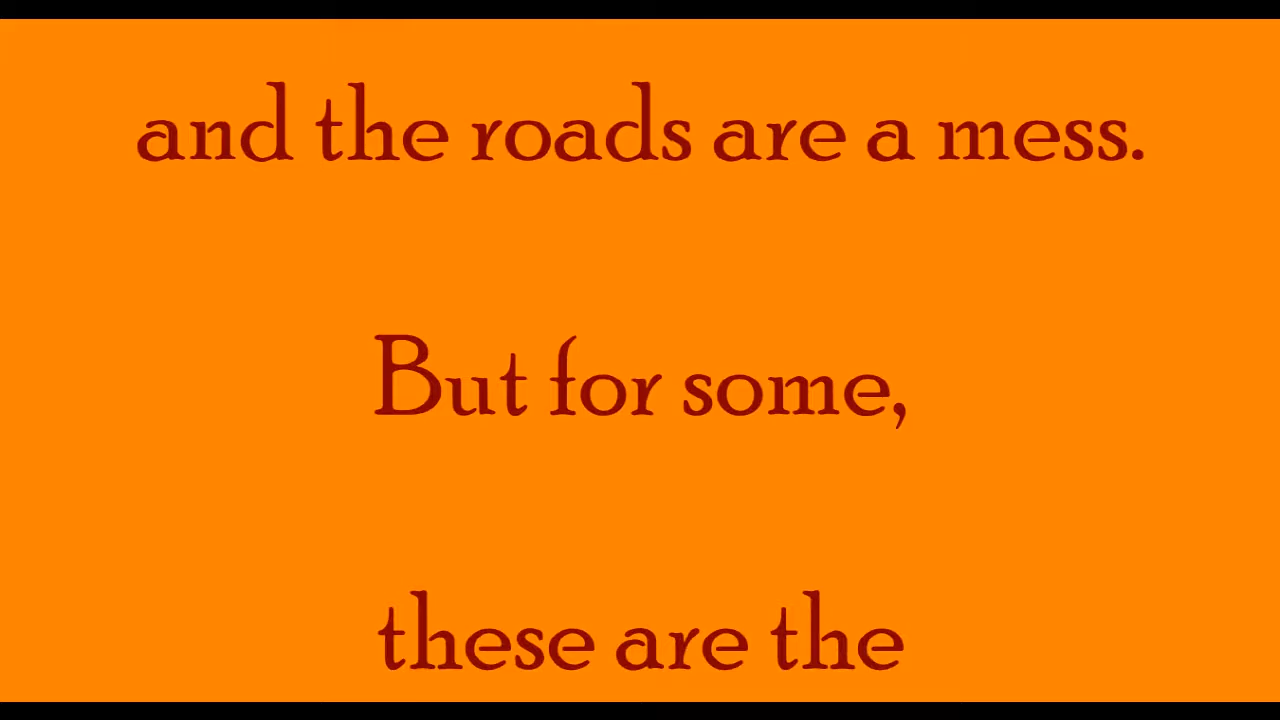 and the roads are a mess.
But for some,
these are the